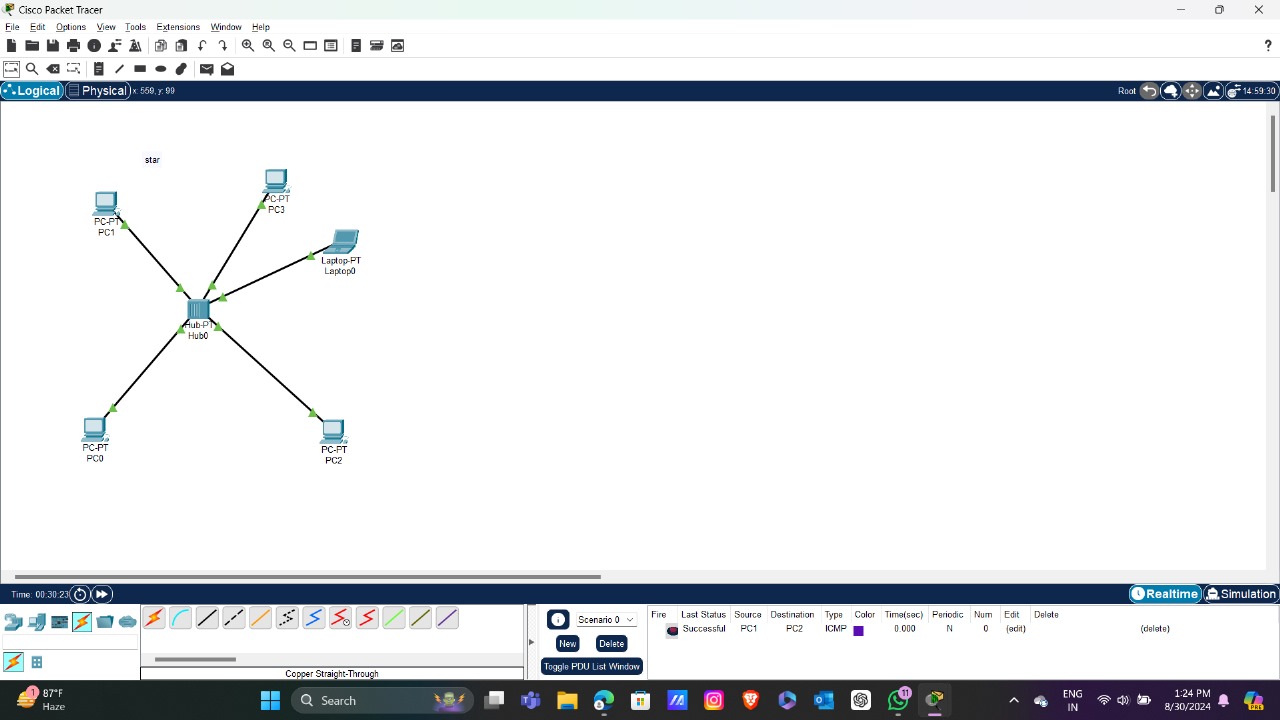 Cisco Packet Tracer
File Edit Options View Tools Extensions Window Help
?
Logical Physical x: 559, y: 99 Root 14:59:30
star
PC-PT
PC3
PC-PT
PC1
Laptop-PT
Laptop0
Hub-PT
Hub0
PC-PT
PC0
PC-PT
PC2
Time: 00:30:23 Realtime Simulation
Scenario 0
New Delete
Toggle PDU List Window
Fire Last Status Source Destination Type Color Time(sec) Periodic Num Edit Delete
Successful PC1 PC2 ICMP 0.000 N 0 (edit) (delete)
Copper Straight-Through
1
87°F
Haze
Search
11
ENG
IN
1:24 PM
8/30/2024
PRE